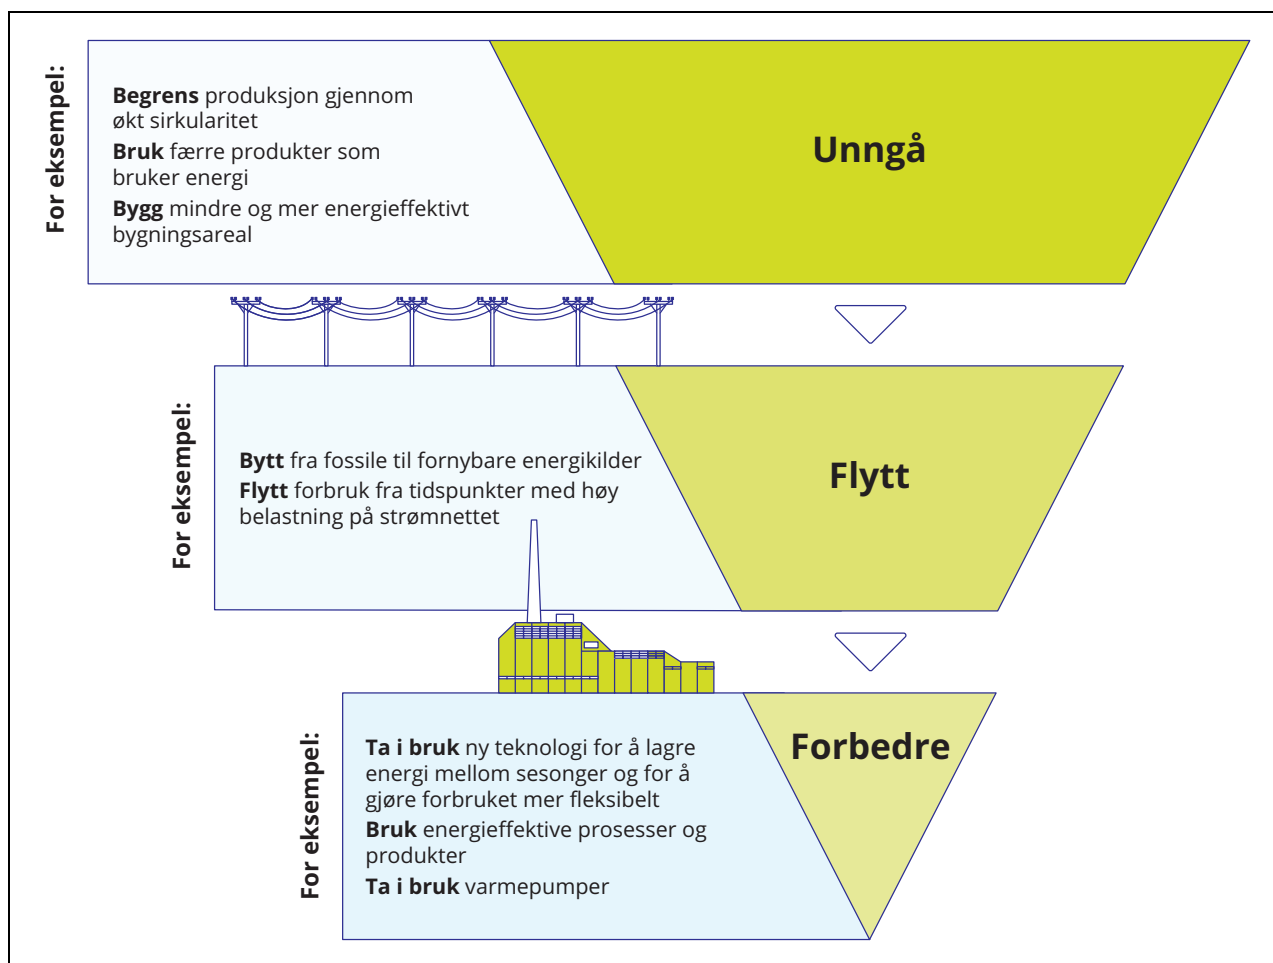 For eksempel:
Begrens produksjon gjennom
økt sirkularitet
Bruk færre produkter som
bruker energi
Bygg mindre og mer energieffektivt
bygningsareal
Unngå
For eksempel:
Bytt fra fossile til fornybare energikilder
Flytt forbruk fra tidspunkter med høy
belastning på strømnettet
Flytt
For eksempel:
Ta i bruk ny teknologi for å lagre
energi mellom sesonger og for å
gjøre forbruket mer fleksibelt
Bruk energieffektive prosesser og
produkter
Ta i bruk varmepumper
Forbedre